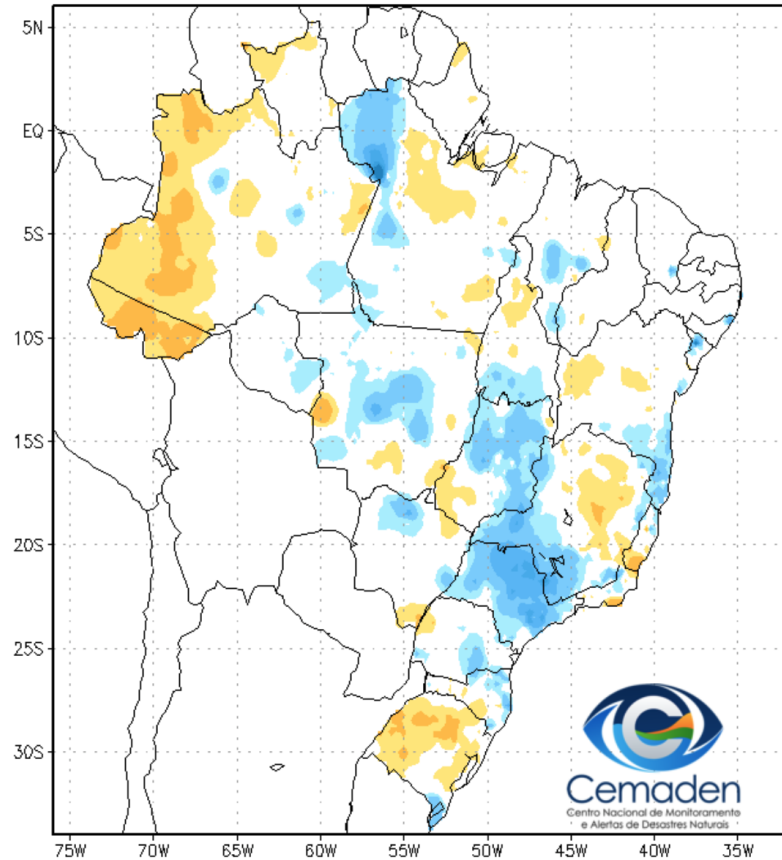 5N
EQ
5S
10S
15S
20S
25S
30S
75W 70W 65W 60W 55W 50W 45W 40W 35W
Cemaden
Centro Nacional de Monitoramento
e Alertas de Desastres Naturais